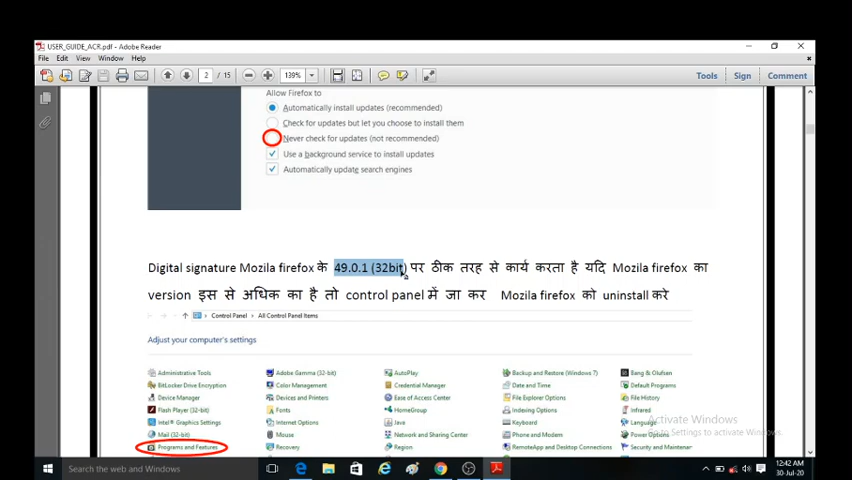 USER_GUIDE_ACR.pdf - Adobe Reader
File Edit View Document Window Help
2 / 15 139% Tools Sign Comment
Allow Firefox to
Automatically install updates (recommended)
Check for updates but let you choose to install them
Never check for updates (not recommended)
Use a background service to install updates
Automatically update search engines
Digital signature Mozila firefox के 49.0.1 (32bit) पर ठीक तरह से कार्य करता है यदि Mozila firefox का
version इस से अधिक का है तो control panel में जा कर Mozila firefox को uninstall करे
Control Panel › All Control Panel Items
Adjust your computer's settings
Administrative Tools Adobe Gamma (32-bit) AutoPlay Backup and Restore (Windows 7) Bang & Olufsen
BitLocker Drive Encryption Color Management Credential Manager Date and Time Default Programs
Device Manager Devices and Printers Ease of Access Center File Explorer Options File History
Flash Player (32-bit) Fonts HomeGroup Indexing Options Infrared
Intel® Graphics Settings Internet Options Java Keyboard Language
Mail (32-bit) Mouse Network and Sharing Center Phone and Modem Power Options
Programs and Features Recovery Region RemoteApp and Desktop Connections Security and Maintenan
Activate Windows
Go to Settings to activate Windows.
Search the web and Windows
12:42 AM
30-Jul-20